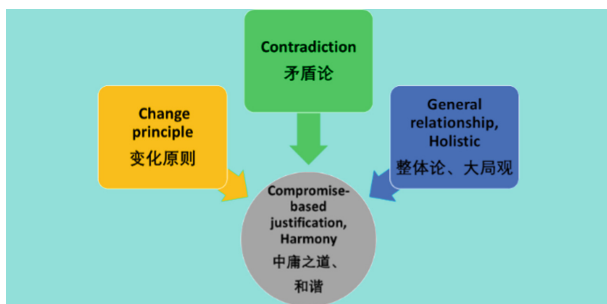 Contradiction
矛盾论
Change
principle
变化原则
General
relationship,
Holistic
整体论、大局观
Compromise-
based
justification,
Harmony
中庸之道、
和谐